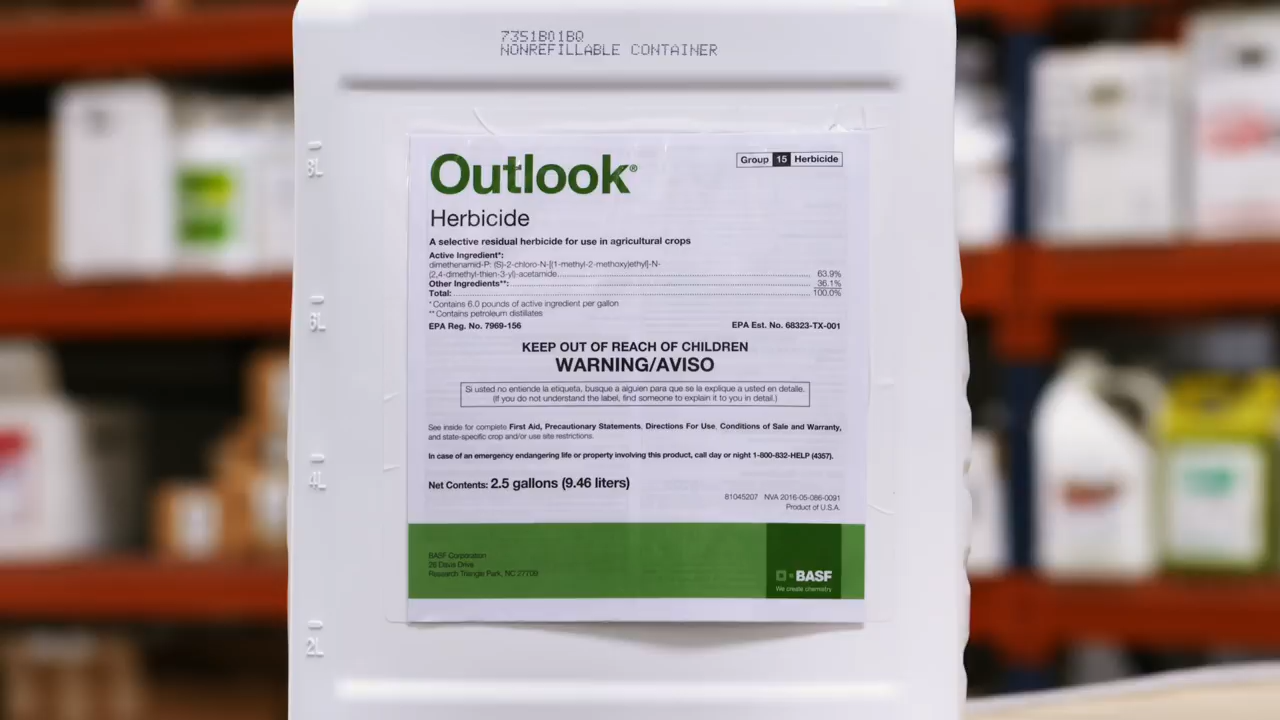 7351B01BQ
NONREFILLABLE CONTAINER
8L
6L
4L
2L
Outlook®
Group 15 Herbicide
Herbicide
A selective residual herbicide for use in agricultural crops
Active Ingredient*:
dimethenamid-P: (S)-2-chloro-N-[(1-methyl-2-methoxy)ethyl]-N-
(2,4-dimethyl-thien-3-yl)-acetamide 63.9%
Other Ingredients**: 36.1%
Total: 100.0%
*Contains 6.0 pounds of active ingredient per gallon
**Contains petroleum distillates
EPA Reg. No. 7969-156 EPA Est. No. 68323-TX-001
KEEP OUT OF REACH OF CHILDREN
WARNING/AVISO
Si usted no entiende la etiqueta, busque a alguien para que se la explique a usted en detalle.
(If you do not understand the label, find someone to explain it to you in detail.)
See inside for complete First Aid, Precautionary Statements, Directions For Use, Conditions of Sale and Warranty,
and state-specific crop and/or use site restrictions.
In case of an emergency endangering life or property involving this product, call day or night 1-800-832-HELP (4357).
Net Contents: 2.5 gallons (9.46 liters)
81045207 NVA 2016-05-086-0091
Product of U.S.A.
BASF Corporation
26 Davis Drive
Research Triangle Park, NC 27709
BASF
We create chemistry